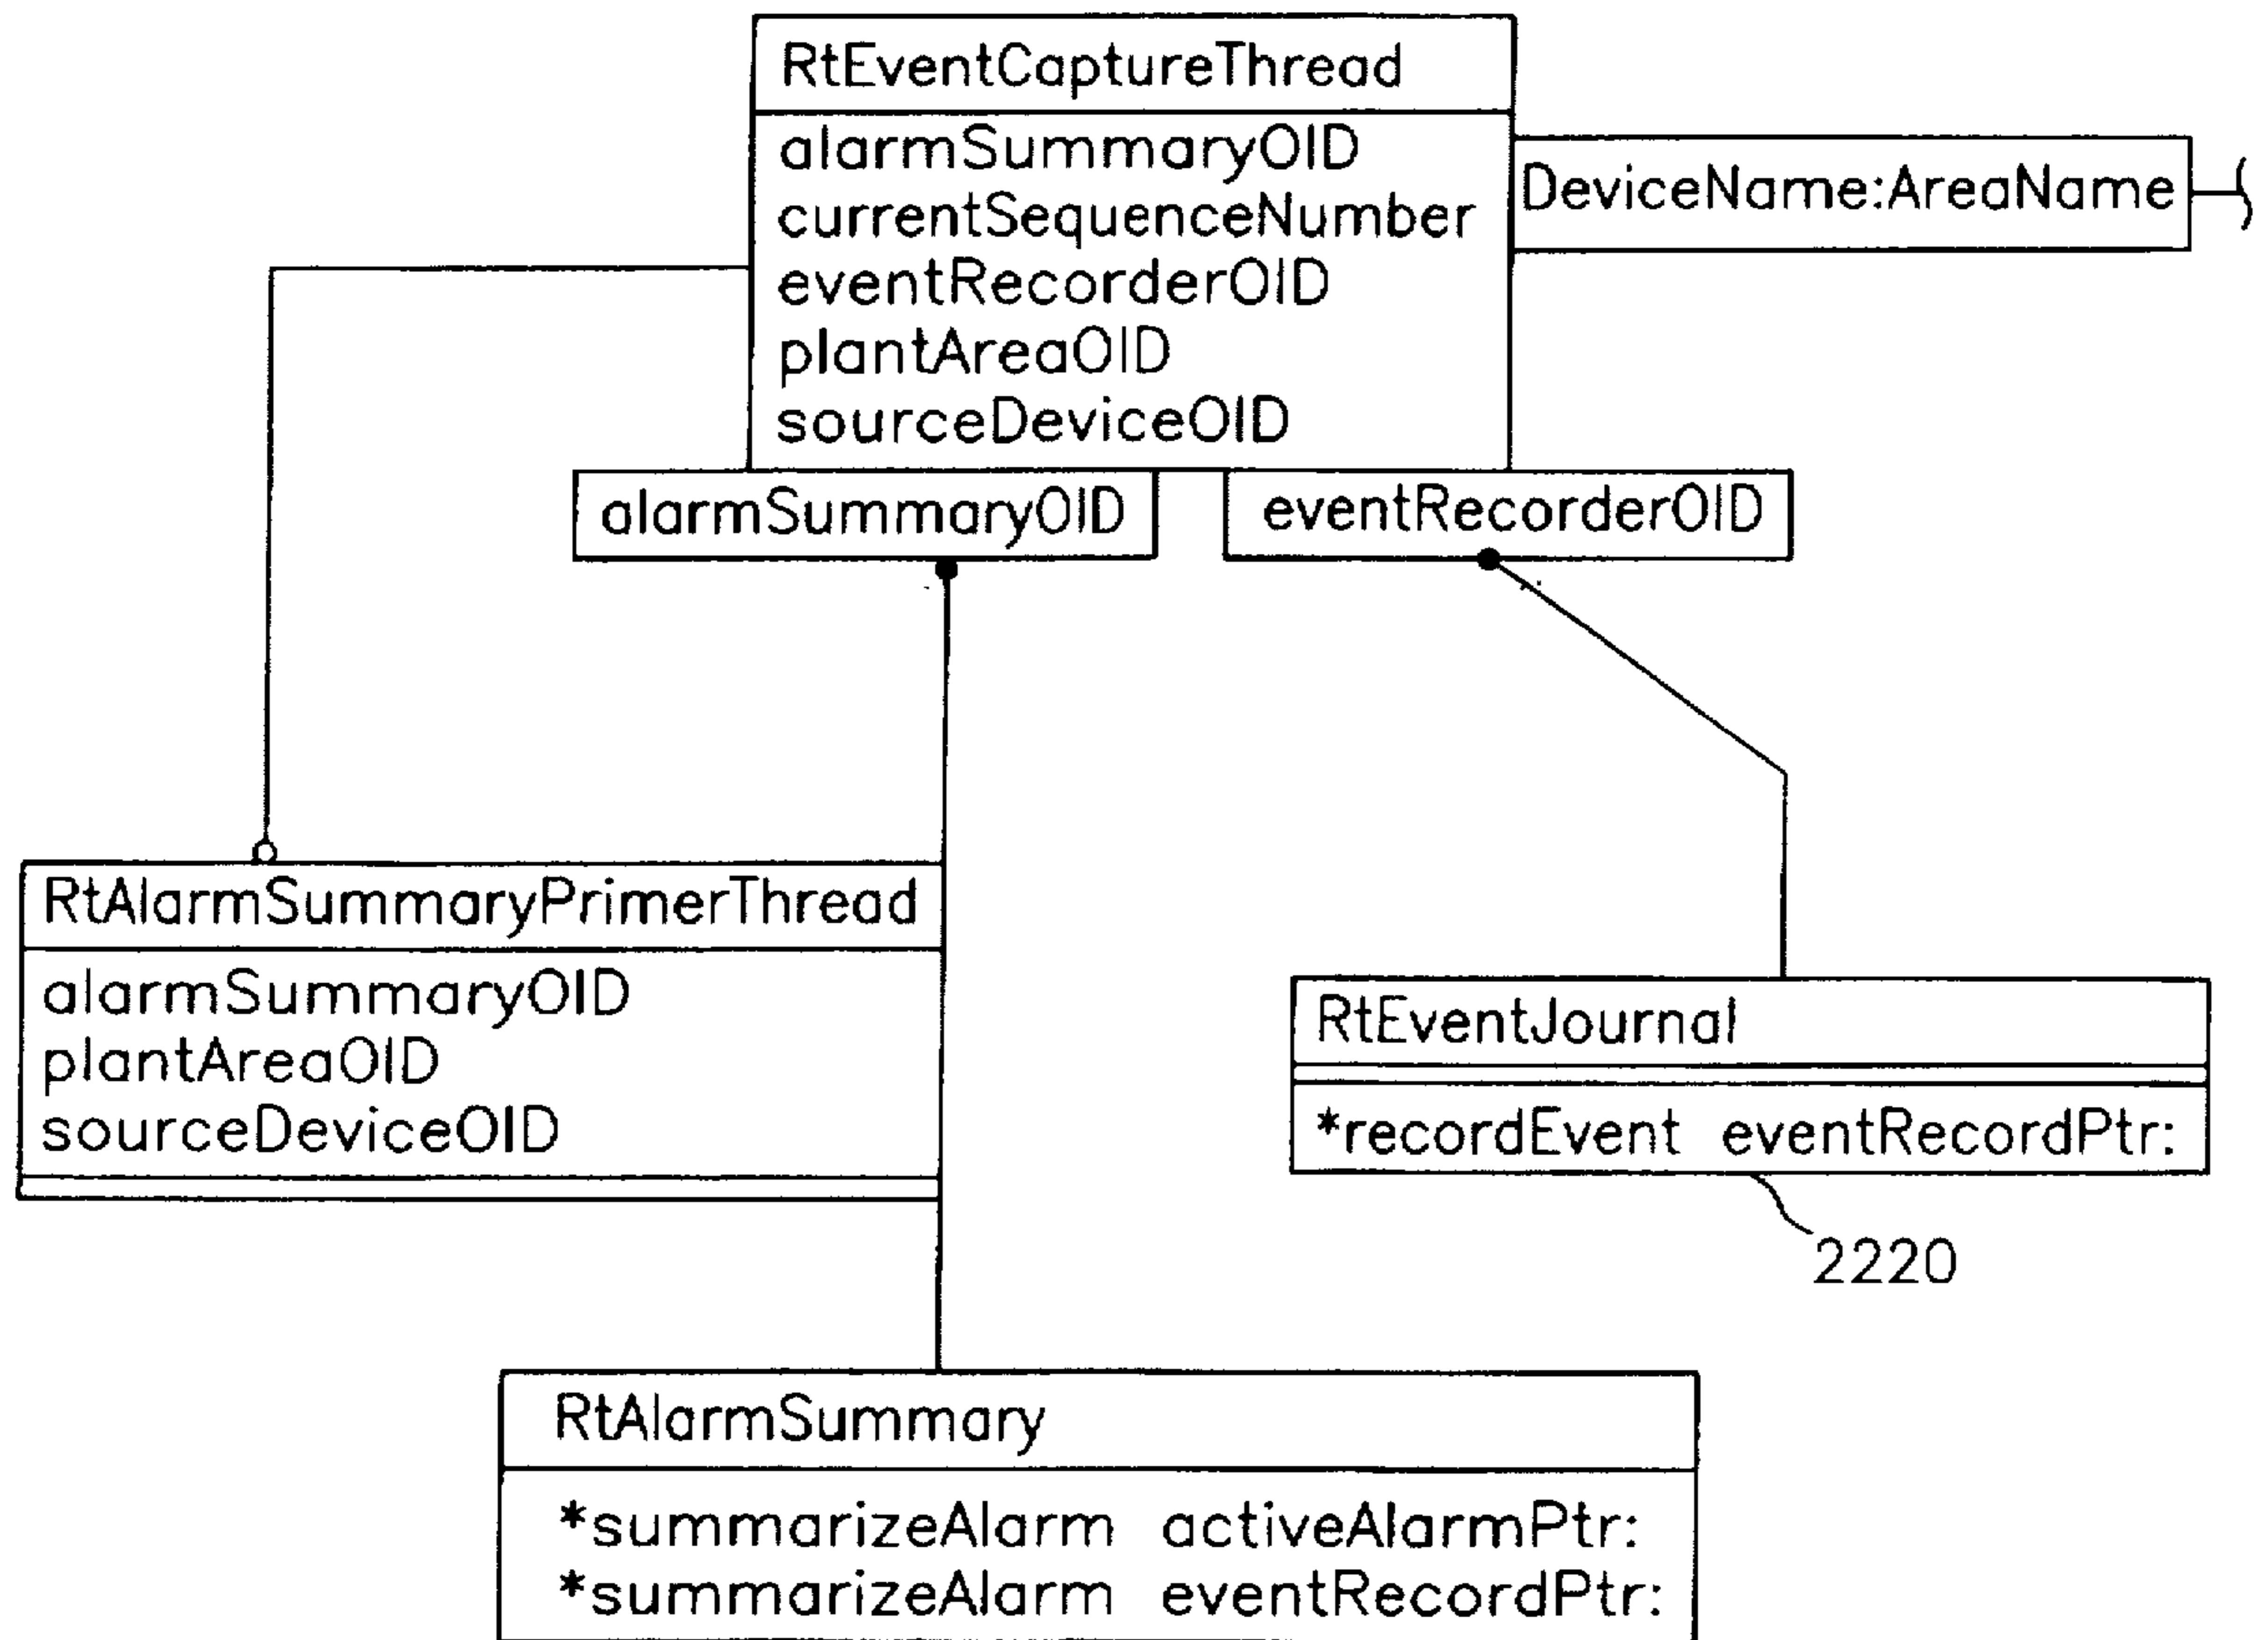 RtEventCaptureThread
alarmSummaryOID
currentSequenceNumber
eventRecorderOID
plantAreaOID
sourceDeviceOID
DeviceName:AreaName
alarmSummaryOID
eventRecorderOID
RtAlarmSummaryPrimerThread
alarmSummaryOID
plantAreaOID
sourceDeviceOID
RtEventJournal
*recordEvent eventRecordPtr:
2220
RtAlarmSummary
*summarizeAlarm activeAlarmPtr:
*summarizeAlarm eventRecordPtr: